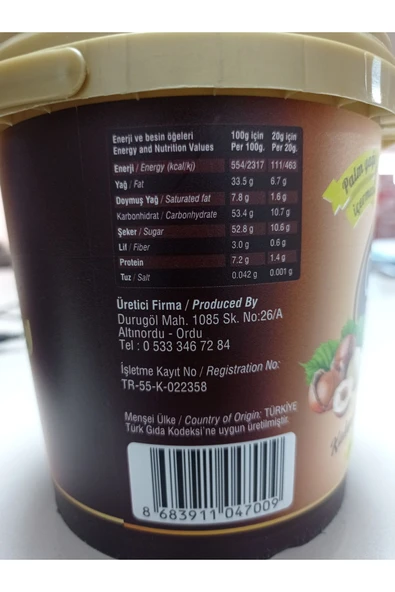 Enerji ve besin öğeleri 100g için 20g için
Energy and Nutrition Values Per 100g. Per 20g.
Enerji / Energy (kcal/kj) 554/2317 111/463
Yağ / Fat 33.5 g 6.7 g
Doymuş Yağ / Saturated fat 7.8 g 1.6 g
Karbonhidrat / Carbonhydrate 53.4 g 10.7 g
Şeker / Sugar 52.8 g 10.6 g
Lif / Fiber 3.0 g 0.6 g
Protein 7.2 g 1.4 g
Tuz / Salt 0.042 g 0.001 g
Üretici Firma / Produced By
Durugöl Mah. 1085 Sk. No:26/A
Altınordu - Ordu
Tel : 0 533 346 72 84
İşletme Kayıt No / Registration No:
TR-55-K-022358
Menşei Ülke / Country of Origin: TÜRKİYE
Türk Gıda Kodeksi'ne uygun üretilmiştir.
8 683911 047009
Palm yağı